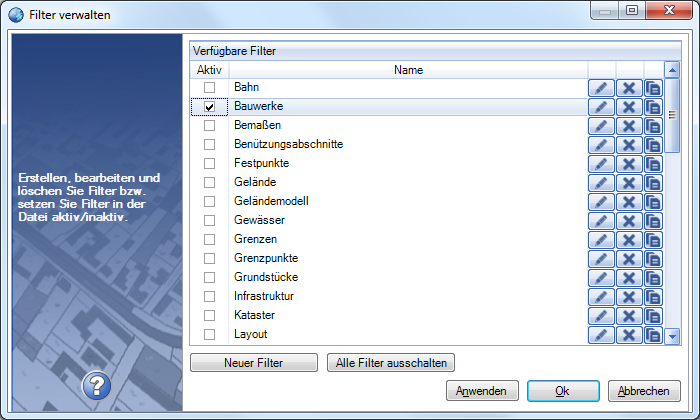 Filter verwalten
Erstellen, bearbeiten und
löschen Sie Filter bzw.
setzen Sie Filter in der
Datei aktiv/inaktiv.
Verfügbare Filter
Aktiv Name
Bahn
Bauwerke
Bemaßen
Benützungsabschnitte
Festpunkte
Gelände
Geländemodell
Gewässer
Grenzen
Grenzpunkte
Grundstücke
Infrastruktur
Kataster
Layout
Neuer Filter Alle Filter ausschalten
Anwenden Ok Abbrechen